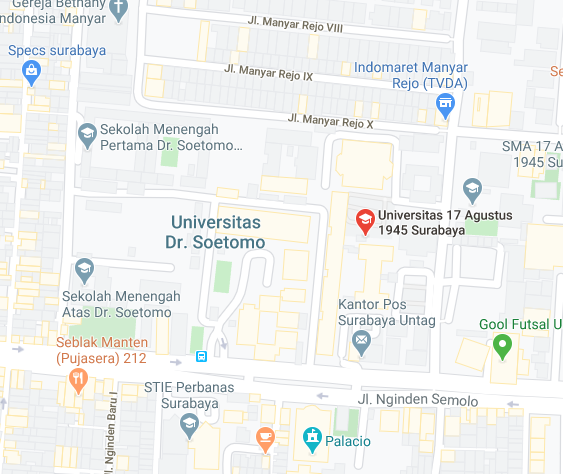 Gereja Bethany
Indonesia Manyar
Jl. Manyar Rejo VIII
Specs surabaya
Jl. Manyar Rejo IX
Indomaret Manyar
Rejo (TVDA)
Se
Jl. Manyar Rejo X
Sekolah Menengah
Pertama Dr. Soetomo...
SMA 17 A
1945 Su
Universitas
Dr. Soetomo
Universitas 17 Agustus
1945 Surabaya
Sekolah Menengah
Atas Dr. Soetomo
Kantor Pos
Surabaya Untag
Gool Futsal U
Seblak Manten
(Pujasera) 212
STIE Perbanas
Surabaya
Jl. Nginden Semolo
Jl. Nginden Baru I
Palacio